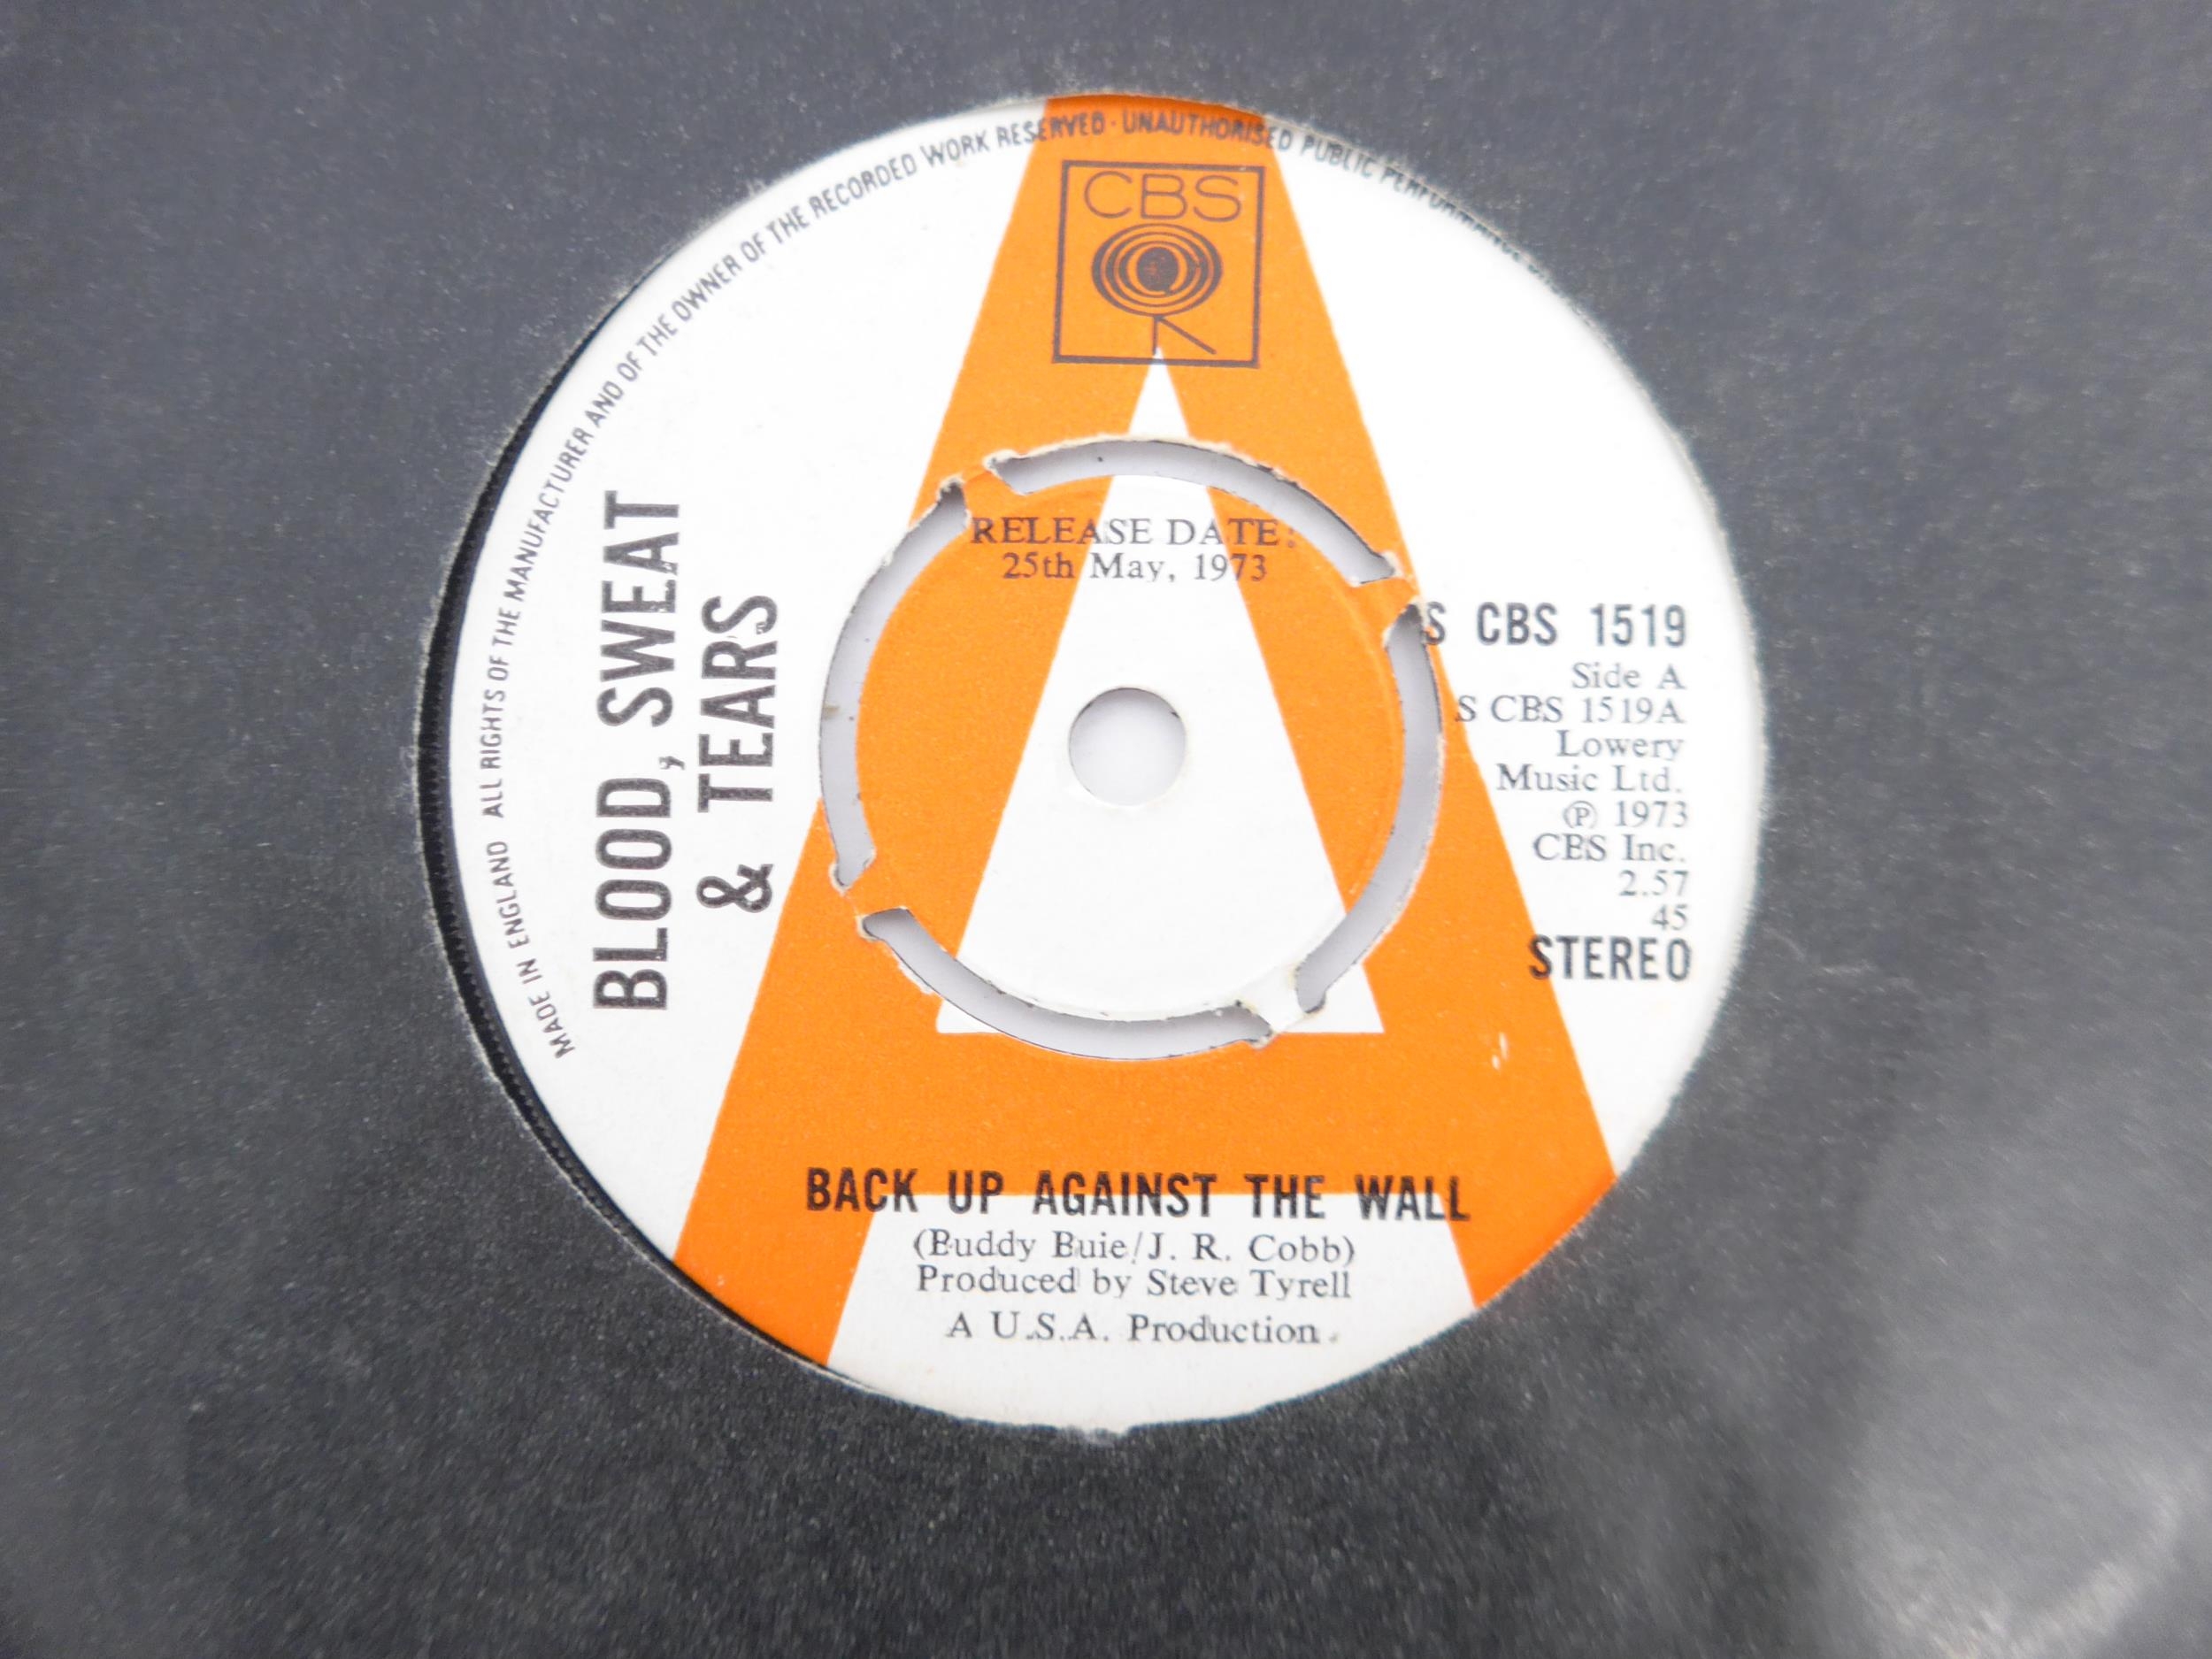 MADE IN ENGLAND ALL RIGHTS OF THE MANUFACTURER AND OF THE OWNER OF THE RECORDED WORK RESERVED · UNAUTHORISED PUBLIC PERFORMANCE
CBS
RELEASE DATE:
25th May, 1973
BLOOD, SWEAT
& TEARS
S CBS 1519
Side A
S CBS 1519A
Lowery
Music Ltd.
℗ 1973
CBS Inc.
2.57
45
STEREO
BACK UP AGAINST THE WALL
(Buddy Buie/J. R. Cobb)
Produced by Steve Tyrell
A U.S.A. Production.